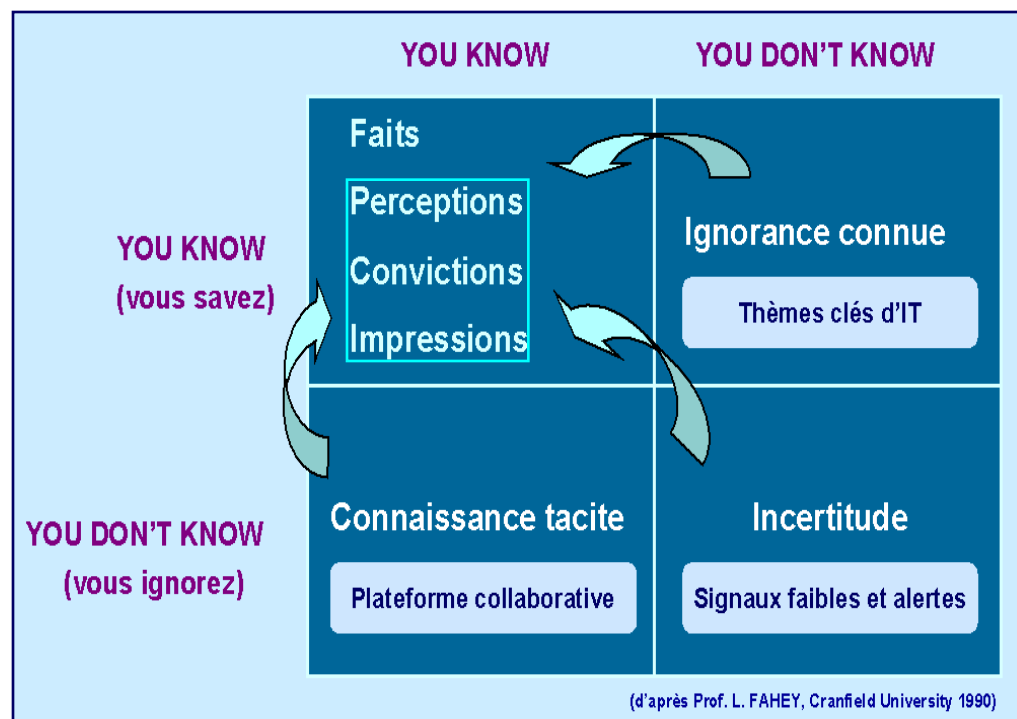 YOU KNOW
YOU DON'T KNOW
Faits
Perceptions
Convictions
Impressions
YOU KNOW
(vous savez)
Ignorance connue
Thèmes clés d'IT
YOU DON'T KNOW
(vous ignorez)
Connaissance tacite
Plateforme collaborative
Incertitude
Signaux faibles et alertes
(d'après Prof. L. FAHEY, Cranfield University 1990)